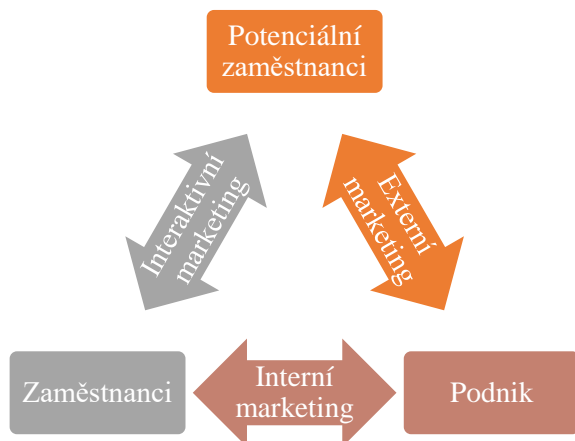 Potenciální
zaměstnanci
Interaktivní
marketing
Externí
marketing
Zaměstnanci
Interní
marketing
Podnik